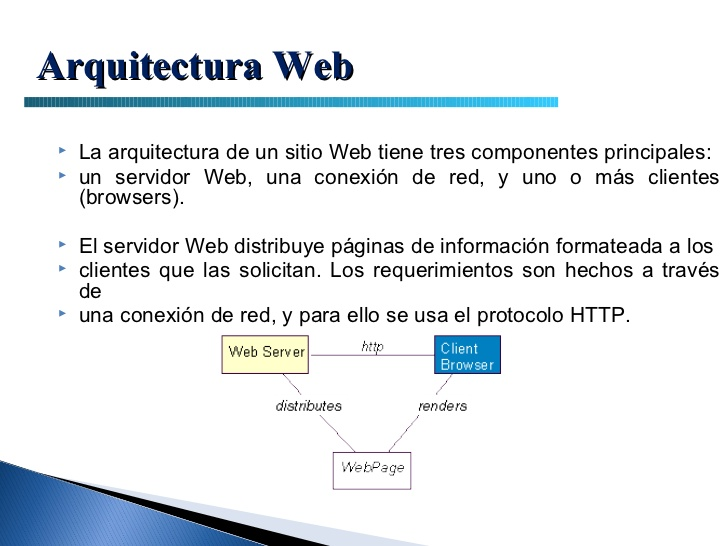 Arquitectura Web
La arquitectura de un sitio Web tiene tres componentes principales:
un servidor Web, una conexión de red, y uno o más clientes
(browsers).
El servidor Web distribuye páginas de información formateada a los
clientes que las solicitan. Los requerimientos son hechos a través
de
una conexión de red, y para ello se usa el protocolo HTTP.
Web Server
http
Client
Browser
distributes
renders
WebPage